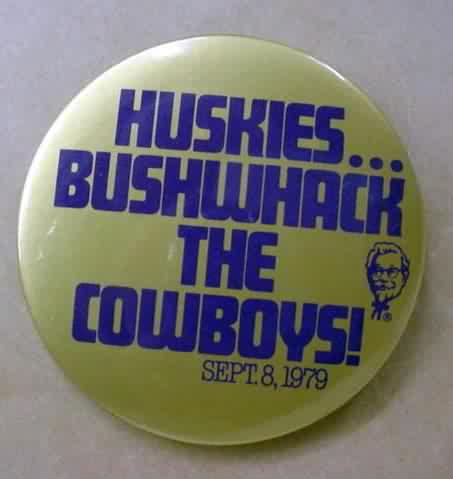 HUSKIES...
BUSHWHACK
THE
COWBOYS!
SEPT. 8, 1979
®